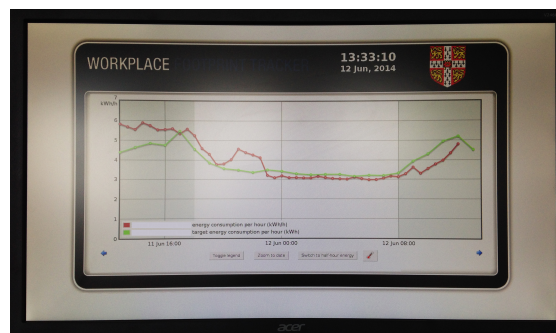 WORKPLACE
13:33:10
12 Jun, 2014
7
kWh/h
6
5
4
3
2
1
0
energy consumption per hour (kWh/h)
target energy consumption per hour (kWh)
11 Jun 16:00
12 Jun 00:00
12 Jun 08:00
Toggle legend
Zoom to date
Switch to half-hour energy
acer